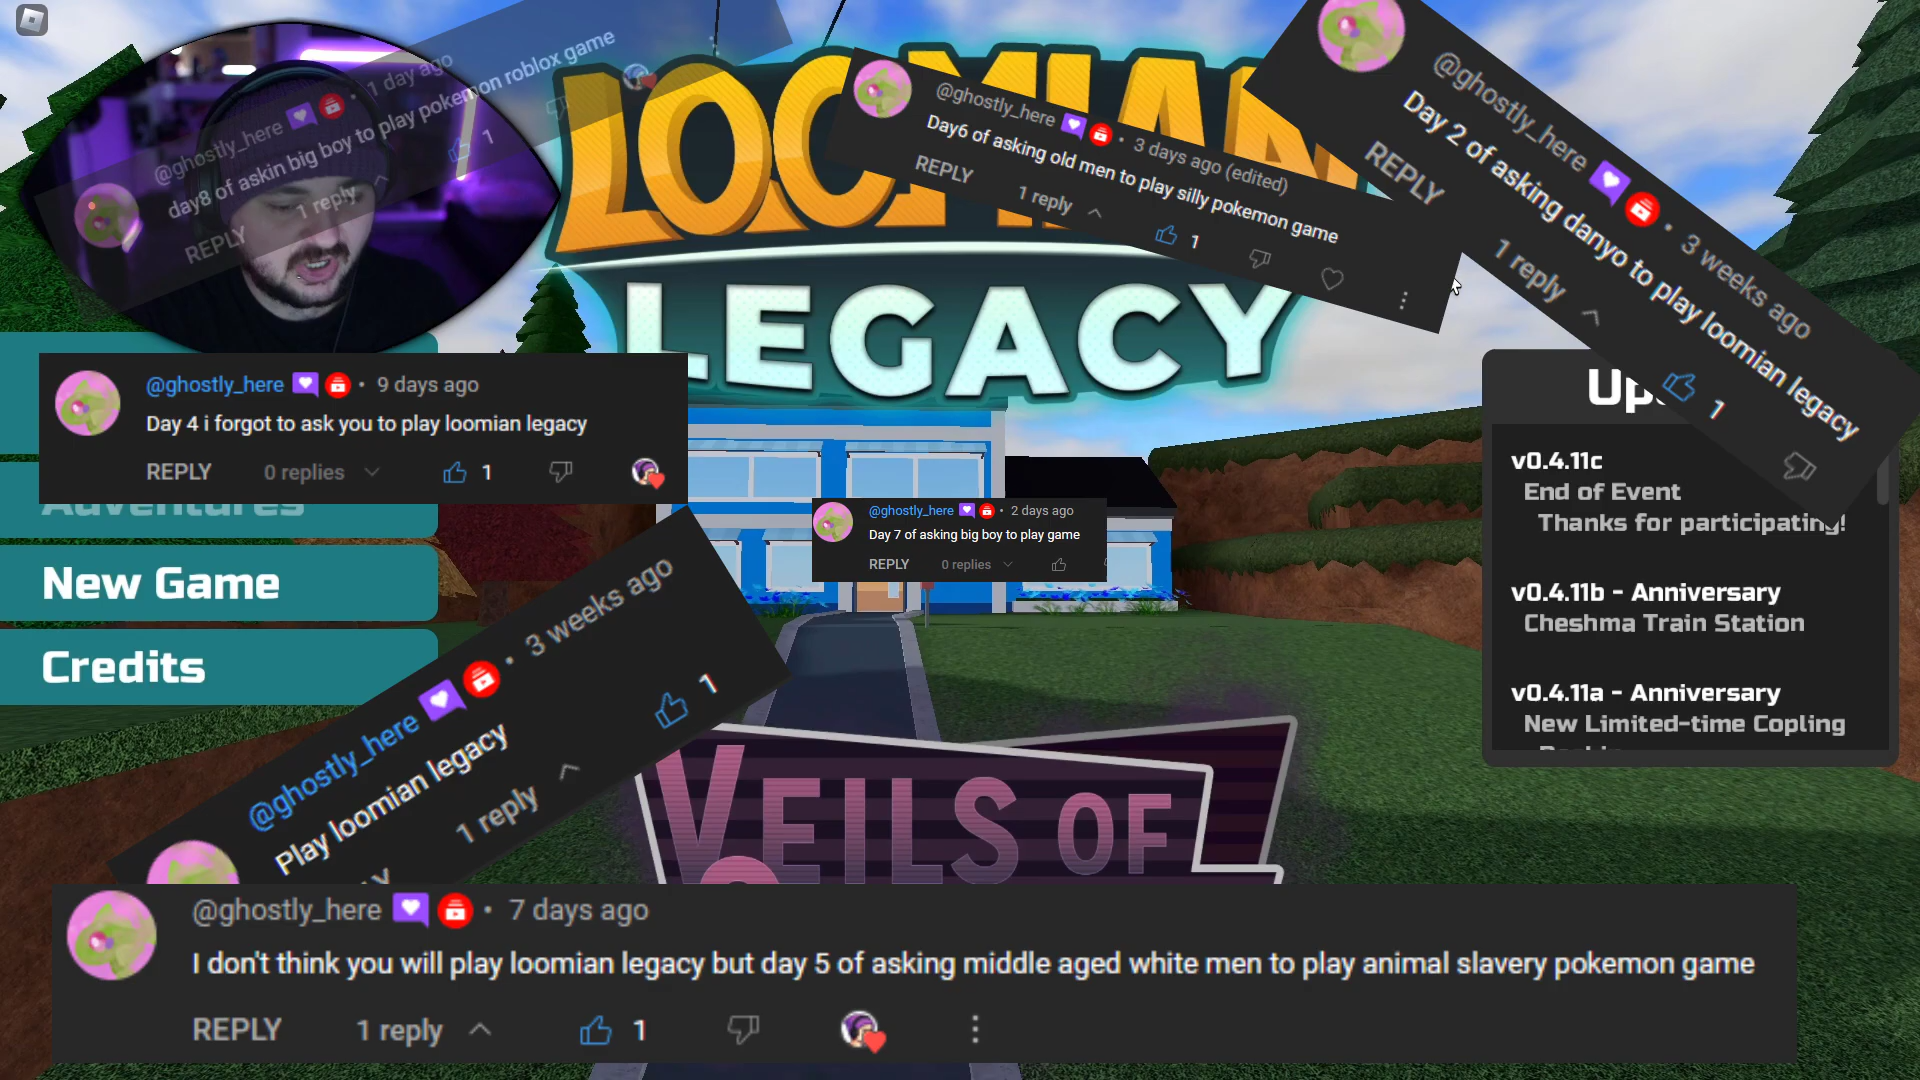 @ghostly_here 1 day ago
day8 of askin big boy to play pokemon roblox game
REPLY 1 reply 1
LOOMIAN
LEGACY
@ghostly_here • 3 days ago (edited)
Day6 of asking old men to play silly pokemon game
REPLY 1 reply 1
@ghostly_here • 3 weeks ago
Day 2 of asking danyo to play loomian legacy
REPLY 1 reply 1
@ghostly_here • 9 days ago
Day 4 i forgot to ask you to play loomian legacy
REPLY 0 replies 1
Adventures
New Game
Credits
@ghostly_here • 2 days ago
Day 7 of asking big boy to play game
REPLY 0 replies
v0.4.11c
End of Event
Thanks for participating!
v0.4.11b - Anniversary
Cheshma Train Station
v0.4.11a - Anniversary
New Limited-time Copling
@ghostly_here • 3 weeks ago
Play loomian legacy
1 reply 1
VEILS OF
@ghostly_here • 7 days ago
I don't think you will play loomian legacy but day 5 of asking middle aged white men to play animal slavery pokemon game
REPLY 1 reply 1